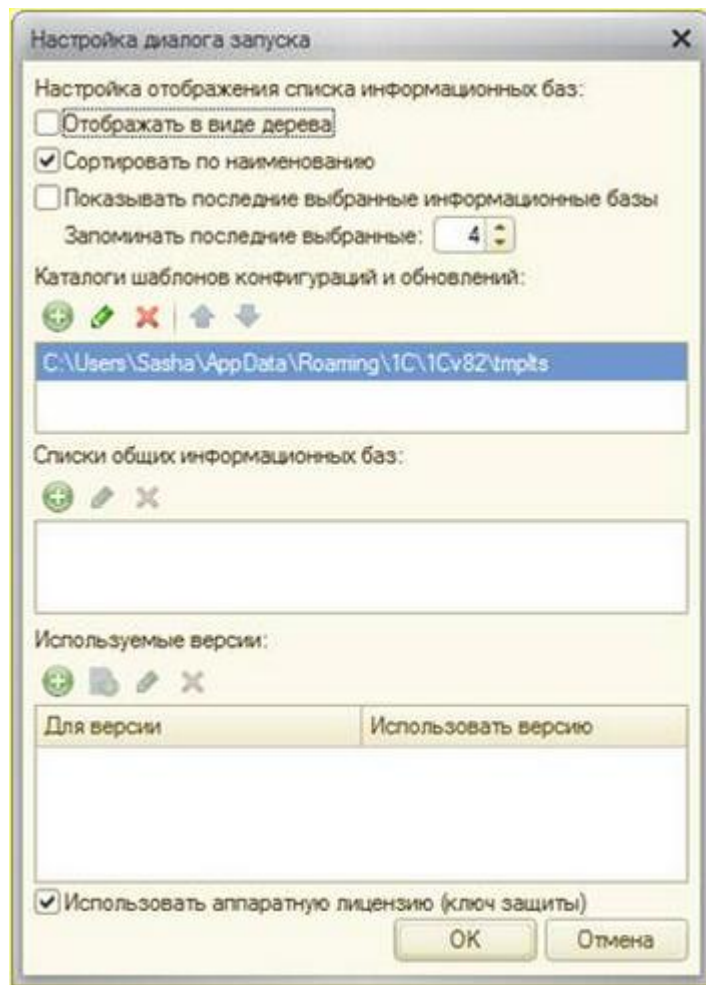 Настройка диалога запуска
Настройка отображения списка информационных баз:
Отображать в виде дерева
Сортировать по наименованию
Показывать последние выбранные информационные базы
Запоминать последние выбранные: 4
Каталоги шаблонов конфигураций и обновлений:
C:\Users\Sasha\AppData\Roaming\1C\1Cv82\tmplts
Списки общих информационных баз:
Используемые версии:
Для версии Использовать версию
Использовать аппаратную лицензию (ключ защиты)
OK Отмена